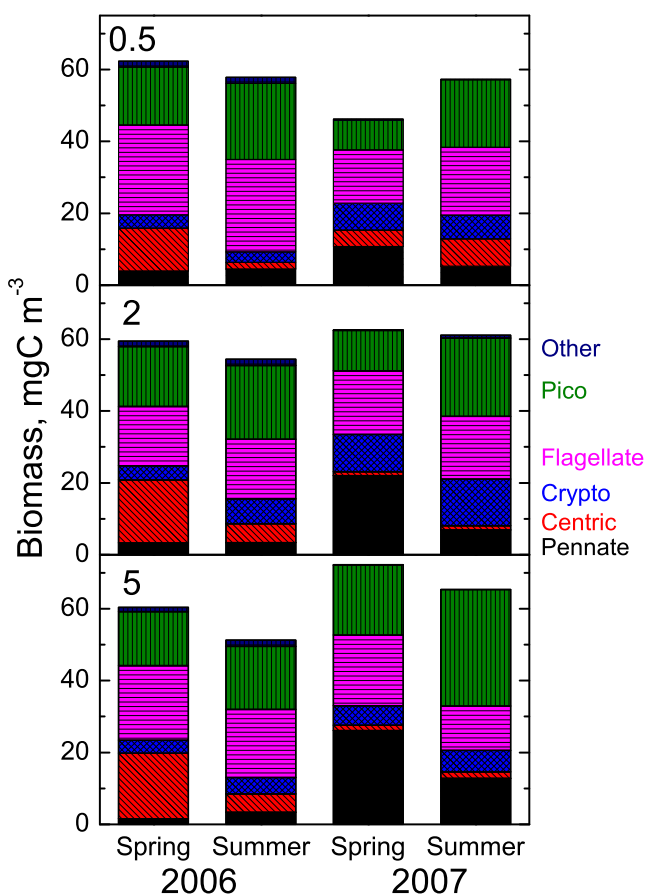 0.5
60
40
20
0
2
60
40
20
0
5
60
40
20
0
Biomass, mgC m-3
Other
Pico
Flagellate
Crypto
Centric
Pennate
Spring Summer Spring Summer
2006 2007